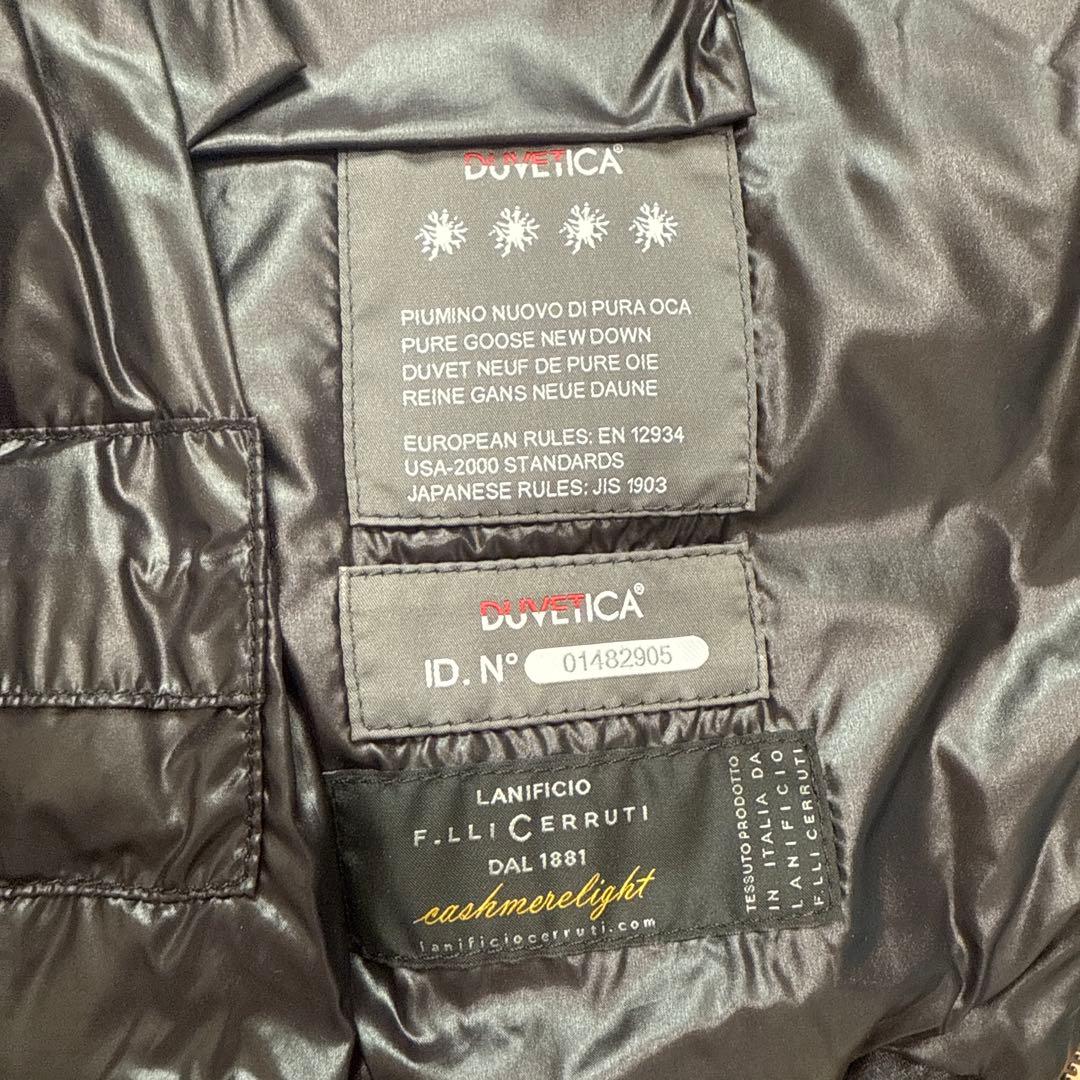 DUVETICA®
PIUMINO NUOVO DI PURA OCA
PURE GOOSE NEW DOWN
DUVET NEUF DE PURE OIE
REINE GANS NEUE DAUNE
EUROPEAN RULES: EN 12934
USA-2000 STANDARDS
JAPANESE RULES: JIS 1903
DUVETICA®
ID. N° 01482905
LANIFICIO
F.LLI CERRUTI
DAL 1881
cashmerelight
lanificiocerruti.com
TESSUTO PRODOTTO
IN ITALIA DA
LANIFICIO
F.LLI CERRUTI